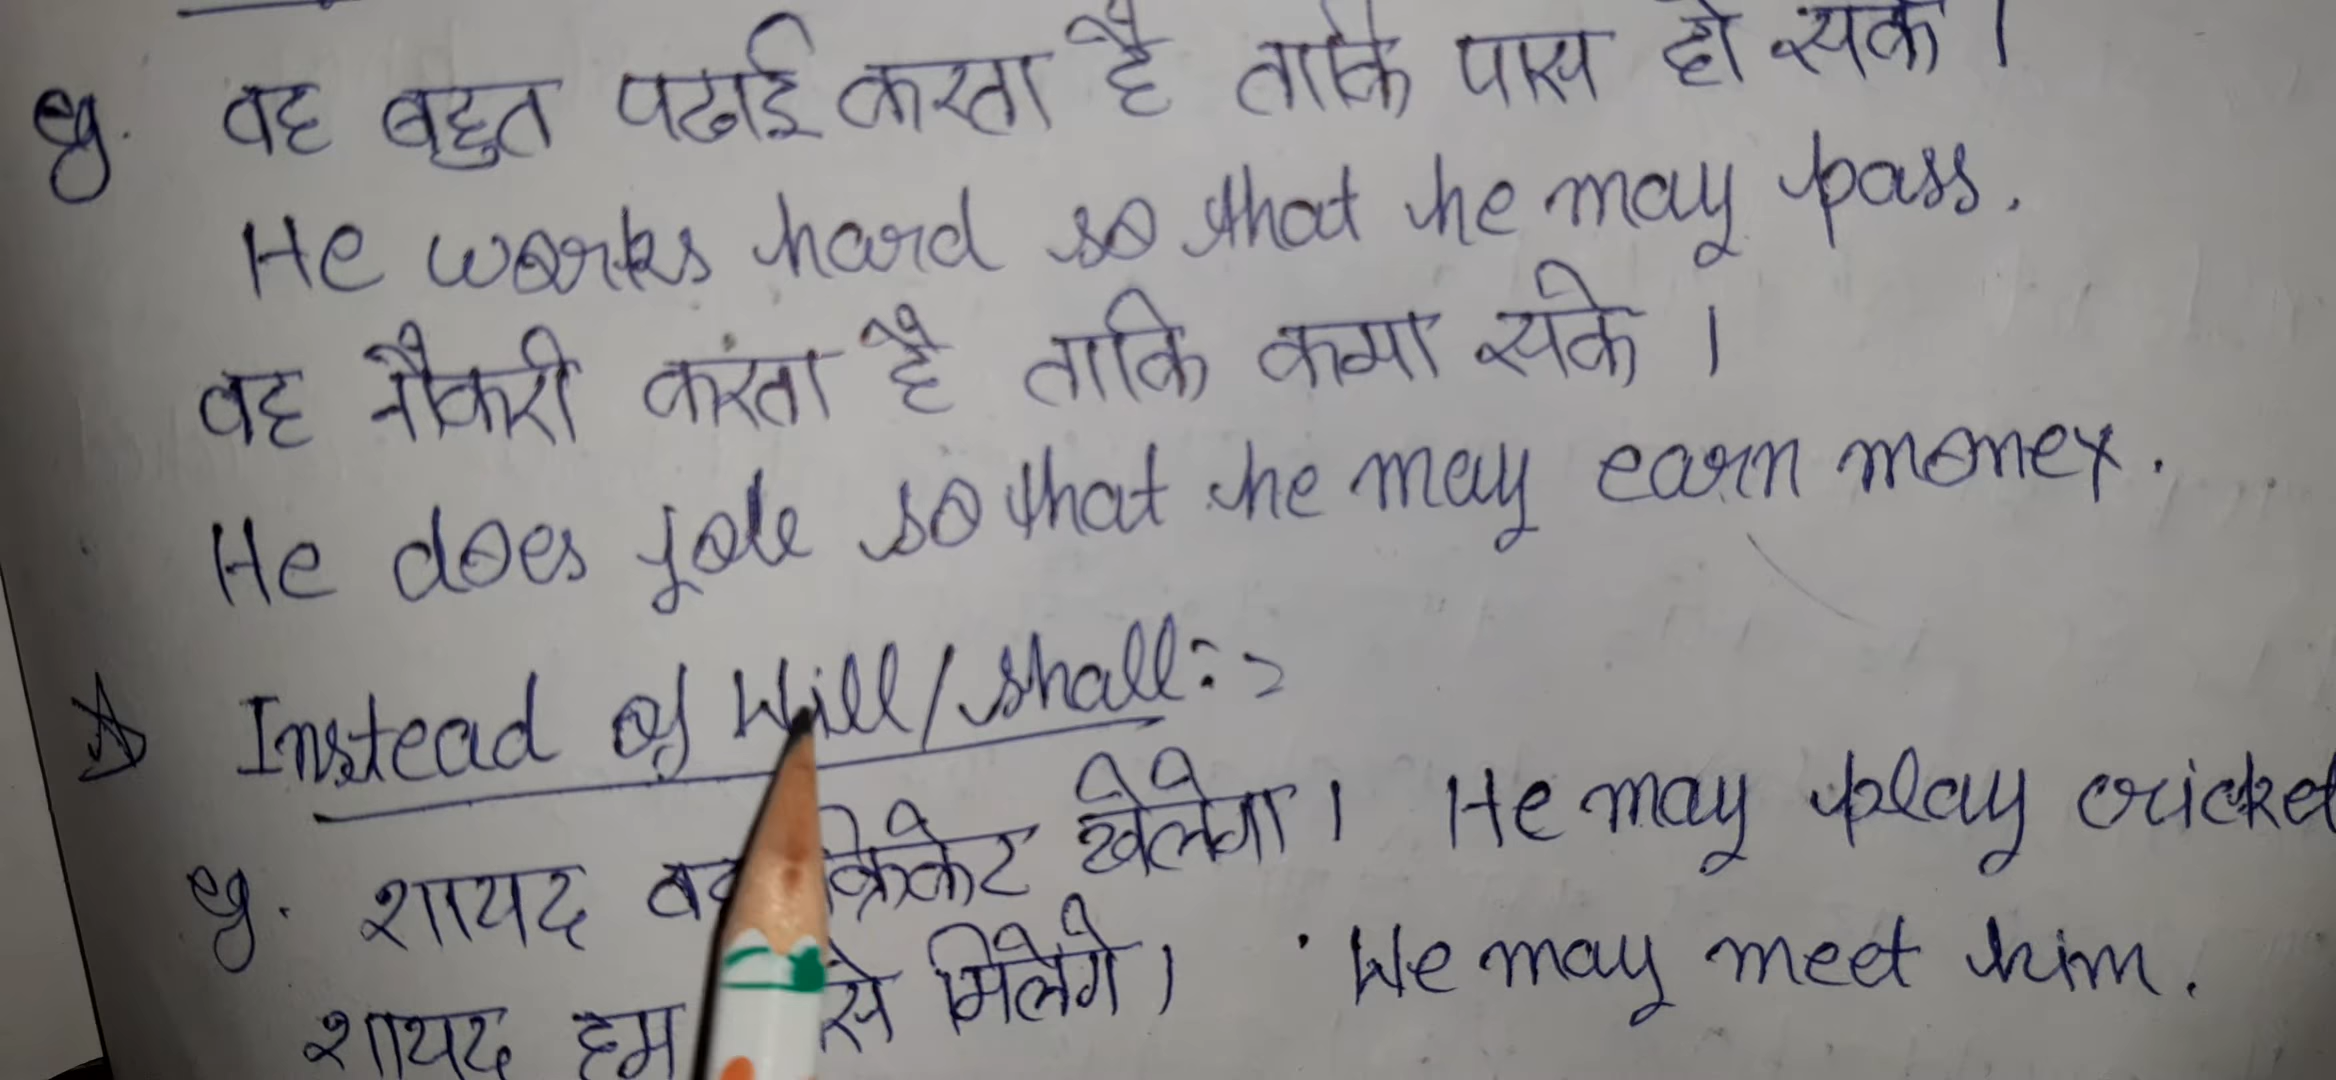 eg. वह बहुत पढाई करता है ताकि पास हो सके ।
He works hard so that he may pass.
वह नौकरी करंता है ताकि कमा सके ।
He does job so that he may earn money.
Instead of Will/shall:->
eg. शायद वह क्रिकेट खेलेगा । He may play cricket
शायद हम से मिलेगें । We may meet him.